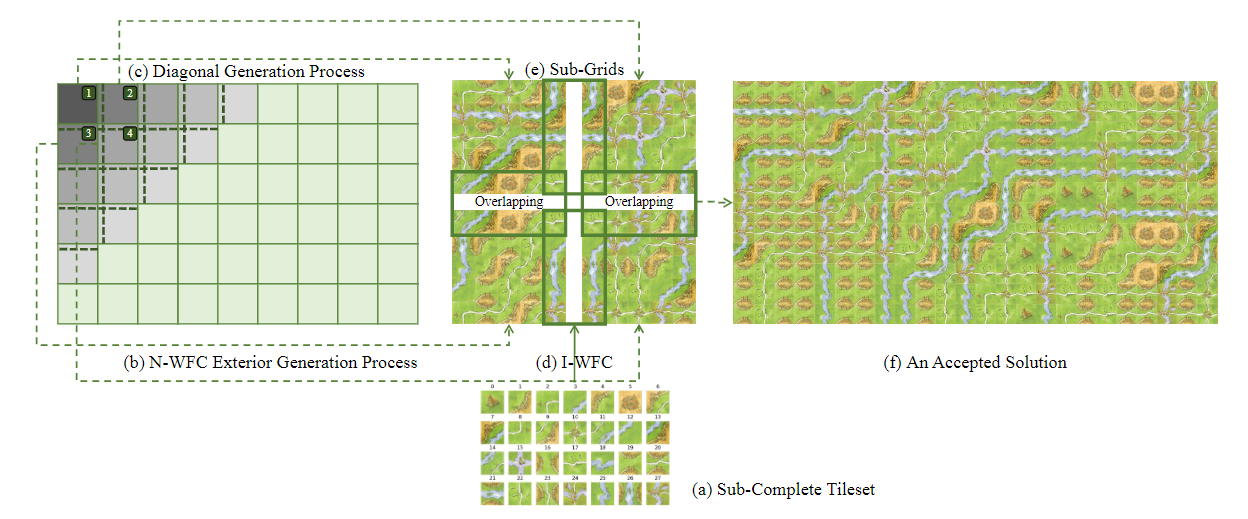 (c) Diagonal Generation Process
(e) Sub-Grids
1
2
3
4
Overlapping
Overlapping
(b) N-WFC Exterior Generation Process
(d) I-WFC
(f) An Accepted Solution
0 1 2 3 4 5 6
7 8 9 10 11 12 13
14 15 16 17 18 19 20
21 22 23 24 25 26 27
(a) Sub-Complete Tileset